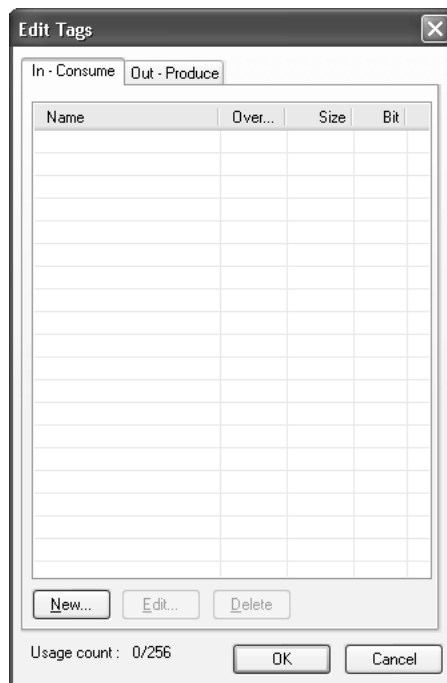 Edit Tags
In - Consume Out - Produce
Name Over... Size Bit
New... Edit... Delete
Usage count : 0/256 OK Cancel